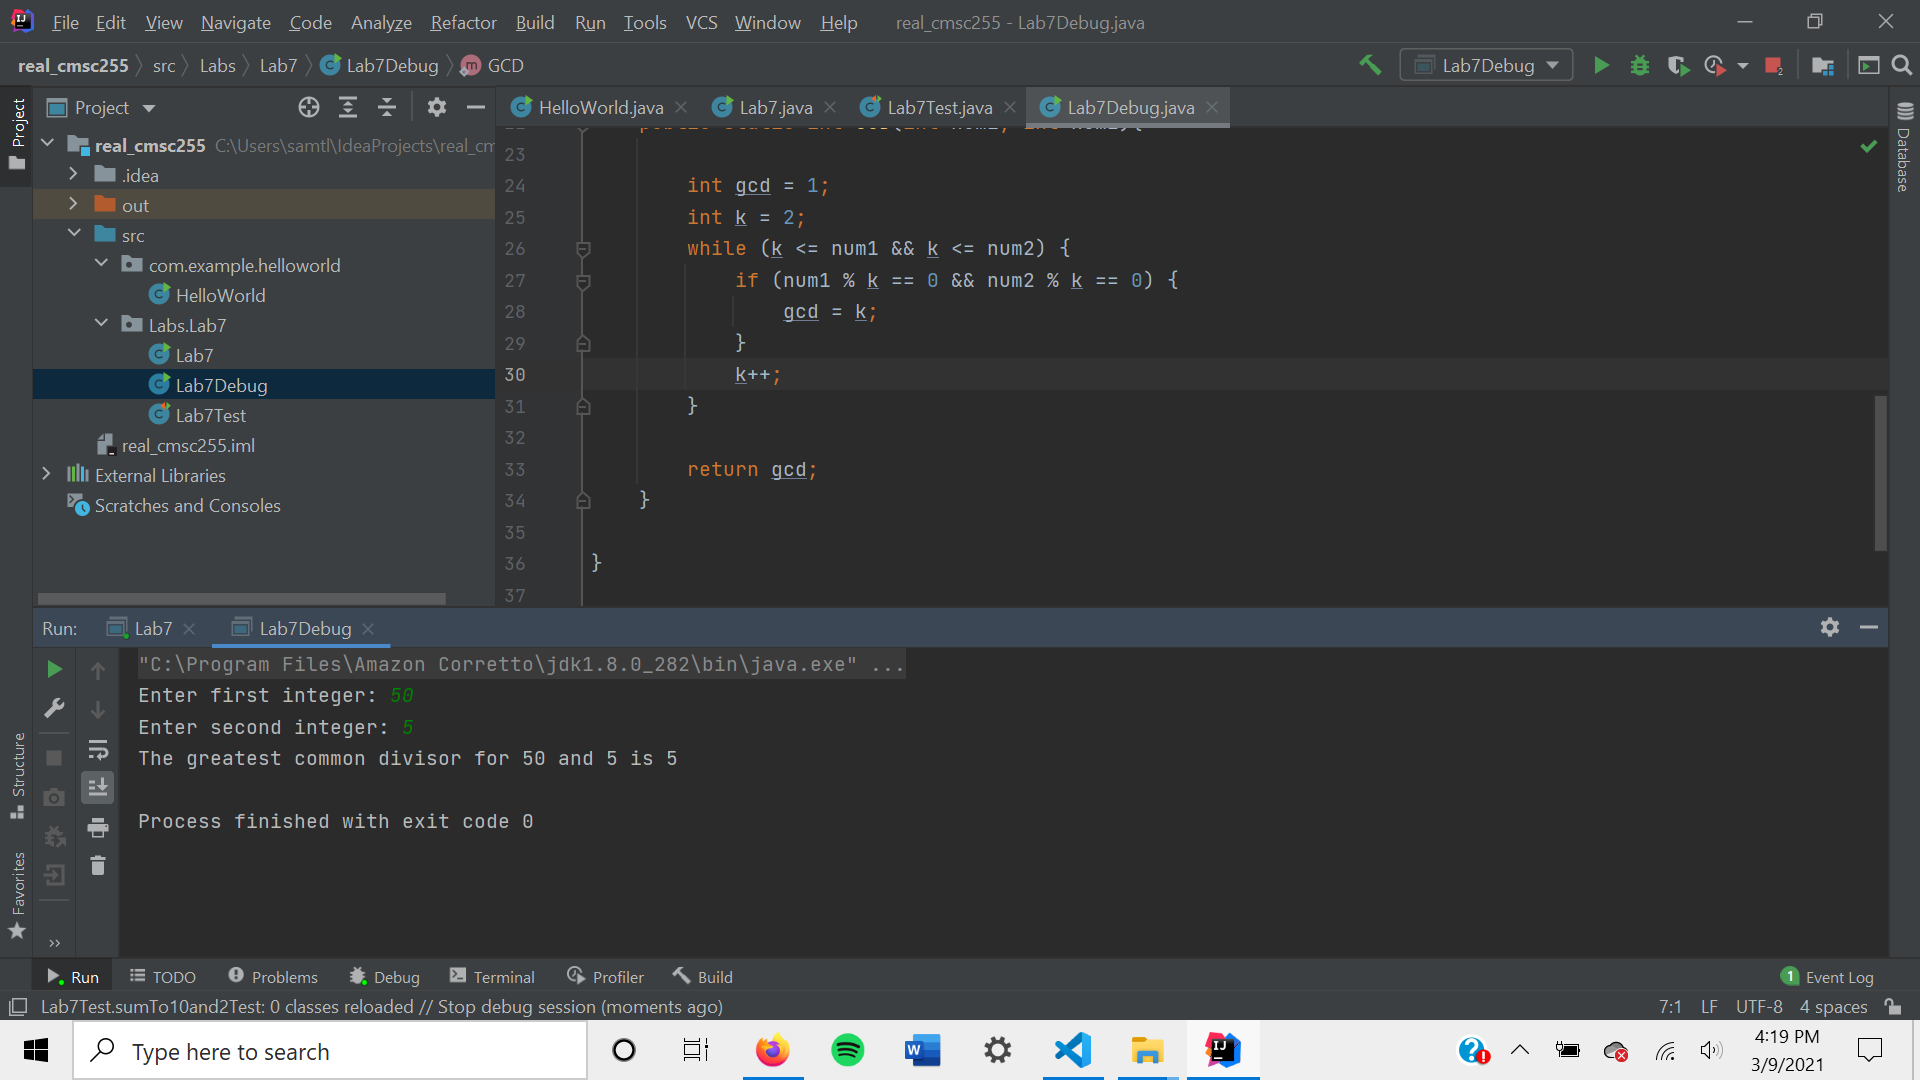 File Edit View Navigate Code Analyze Refactor Build Run Tools VCS Window Help real_cmsc255 - Lab7Debug.java
real_cmsc255 src Labs Lab7 Lab7Debug GCD
Lab7Debug
Project
HelloWorld.java Lab7.java Lab7Test.java Lab7Debug.java
Project
Database
real_cmsc255 C:\Users\samtl\IdeaProjects\real_cm
.idea
out
src
com.example.helloworld
HelloWorld
Labs.Lab7
Lab7
Lab7Debug
Lab7Test
real_cmsc255.iml
External Libraries
Scratches and Consoles
23
24 int gcd = 1;
25 int k = 2;
26 while (k <= num1 && k <= num2) {
27 if (num1 % k == 0 && num2 % k == 0) {
28 gcd = k;
29 }
30 k++;
31 }
32
33 return gcd;
34 }
35
36 }
37
Run: Lab7 Lab7Debug
"C:\Program Files\Amazon Corretto\jdk1.8.0_282\bin\java.exe" ...
Enter first integer: 50
Enter second integer: 5
The greatest common divisor for 50 and 5 is 5
Process finished with exit code 0
Structure
Favorites
Run TODO Problems Debug Terminal Profiler Build 1 Event Log
Lab7Test.sumTo10and2Test: 0 classes reloaded // Stop debug session (moments ago) 7:1 LF UTF-8 4 spaces
Type here to search
4:19 PM
3/9/2021